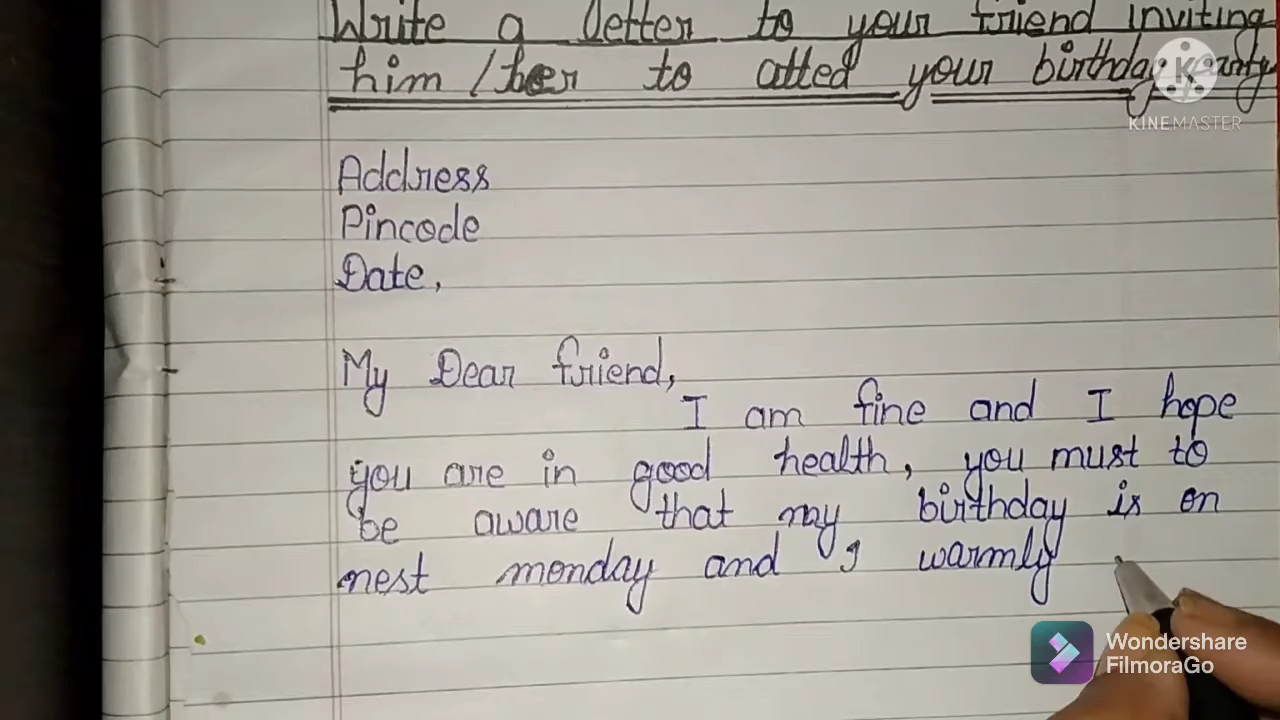 Write a letter to your friend inviting
him /her to atted your birthday party
KINEMASTER
Address
Pincode
Date,
My Dear friend,
I am fine and I hope
you are in good health, you must to
be aware that may birthday is on
nest monday and I warmly
Wondershare
FilmoraGo